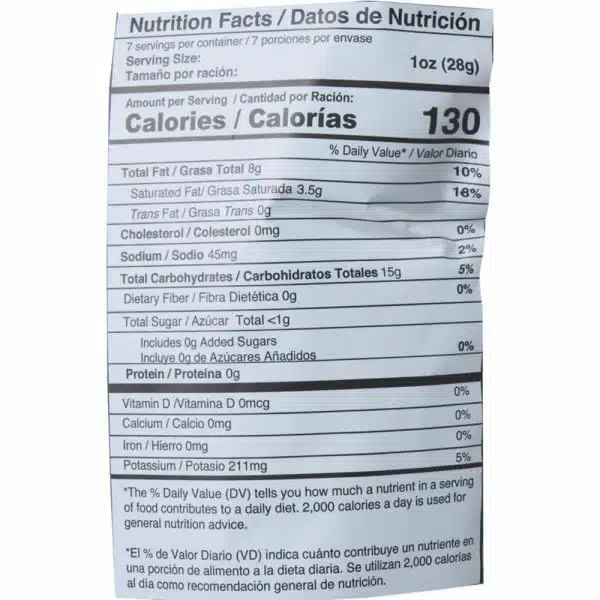 Nutrition Facts / Datos de Nutrición
7 servings per container / 7 porciones por envase
Serving Size:
Tamaño por ración: 1oz (28g)
Amount per Serving / Cantidad por Ración:
Calories / Calorías 130
% Daily Value* / Valor Diario
Total Fat / Grasa Total 8g 10%
Saturated Fat/ Grasa Saturada 3.5g 16%
Trans Fat / Grasa Trans 0g
Cholesterol / Colesterol 0mg 0%
Sodium / Sodio 45mg 2%
Total Carbohydrates / Carbohidratos Totales 15g 5%
Dietary Fiber / Fibra Dietética 0g 0%
Total Sugar / Azúcar Total <1g
Includes 0g Added Sugars
Incluye 0g de Azúcares Añadidos 0%
Protein / Proteína 0g
Vitamin D /Vitamina D 0mcg 0%
Calcium / Calcio 0mg 0%
Iron / Hierro 0mg 0%
Potassium / Potasio 211mg 5%
*The % Daily Value (DV) tells you how much a nutrient in a serving
of food contributes to a daily diet. 2,000 calories a day is used for
general nutrition advice.
*El % de Valor Diario (VD) indica cuánto contribuye un nutriente en
una porción de alimento a la dieta diaria. Se utilizan 2,000 calorías
al día como recomendación general de nutrición.